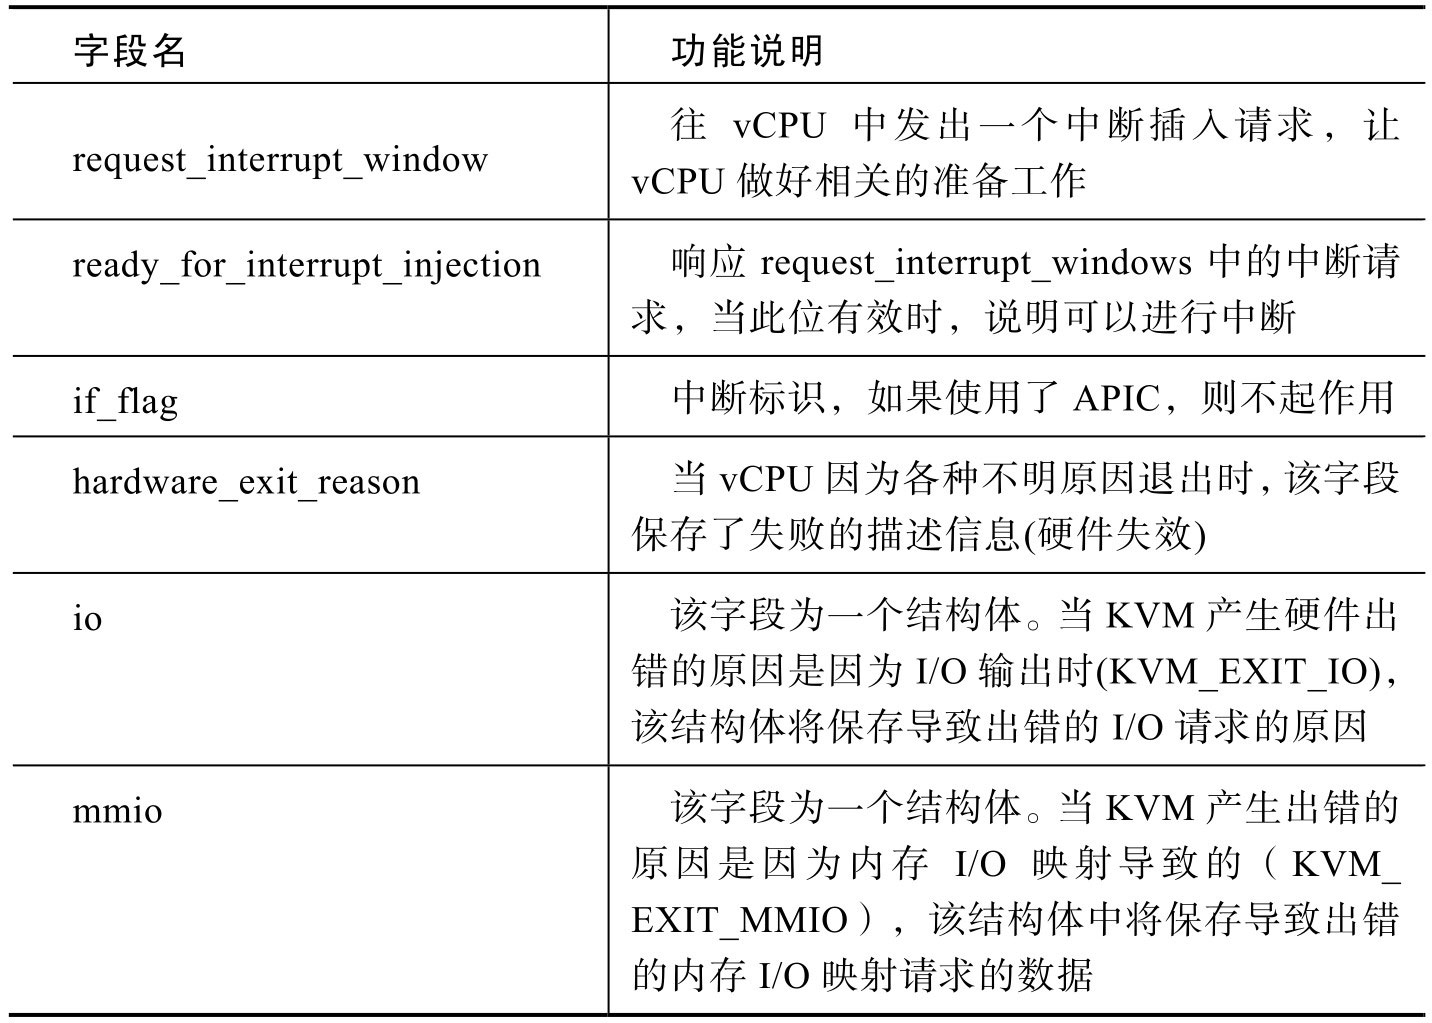 字段名 功能说明
request_interrupt_window 往 vCPU 中发出一个中断插入请求，让
vCPU 做好相关的准备工作
ready_for_interrupt_injection 响应 request_interrupt_windows 中的中断请
求，当此位有效时，说明可以进行中断
if_flag 中断标识，如果使用了 APIC，则不起作用
hardware_exit_reason 当 vCPU 因为各种不明原因退出时，该字段
保存了失败的描述信息(硬件失效)
io 该字段为一个结构体。当 KVM 产生硬件出
错的原因是因为 I/O 输出时(KVM_EXIT_IO)，
该结构体将保存导致出错的 I/O 请求的原因
mmio 该字段为一个结构体。当 KVM 产生出错的
原因是因为内存 I/O 映射导致的（KVM_
EXIT_MMIO），该结构体中将保存导致出错
的内存 I/O 映射请求的数据